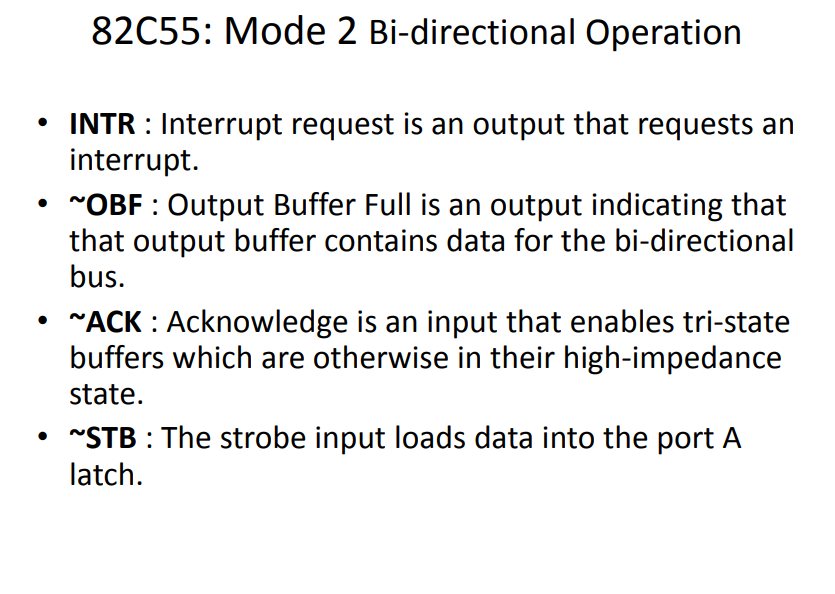 82C55: Mode 2 Bi-directional Operation
• INTR : Interrupt request is an output that requests an
interrupt.
• ~OBF : Output Buffer Full is an output indicating that
that output buffer contains data for the bi-directional
bus.
• ~ACK : Acknowledge is an input that enables tri-state
buffers which are otherwise in their high-impedance
state.
• ~STB : The strobe input loads data into the port A
latch.